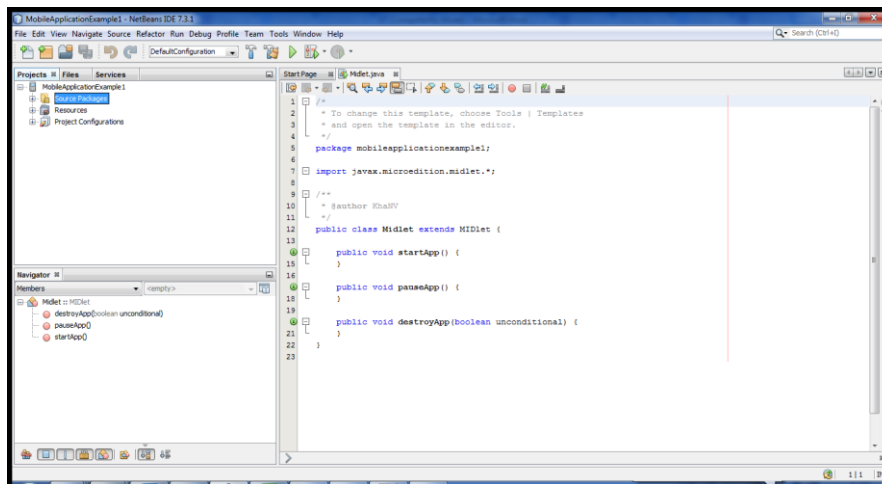 MobileApplicationExample1 - NetBeans IDE 7.3.1
File Edit View Navigate Source Refactor Run Debug Profile Team Tools Window Help
Search (Ctrl+I)
DefaultConfiguration
Projects Files Services
Start Page Midlet.java
MobileApplicationExample1
Source Packages
Resources
Project Configurations
1 /*
2 * To change this template, choose Tools | Templates
3 * and open the template in the editor.
4 */
5 package mobileapplicationexample1;
6
7 import javax.microedition.midlet.*;
8
9 /**
10 * @author KhaNV
11 */
12 public class Midlet extends MIDlet {
13
public void startApp() {
15 }
16
public void pauseApp() {
18 }
19
public void destroyApp(boolean unconditional) {
21 }
22 }
23
Navigator
Members <empty>
Midlet :: MIDlet
destroyApp(boolean unconditional)
pauseApp()
startApp()
1|1